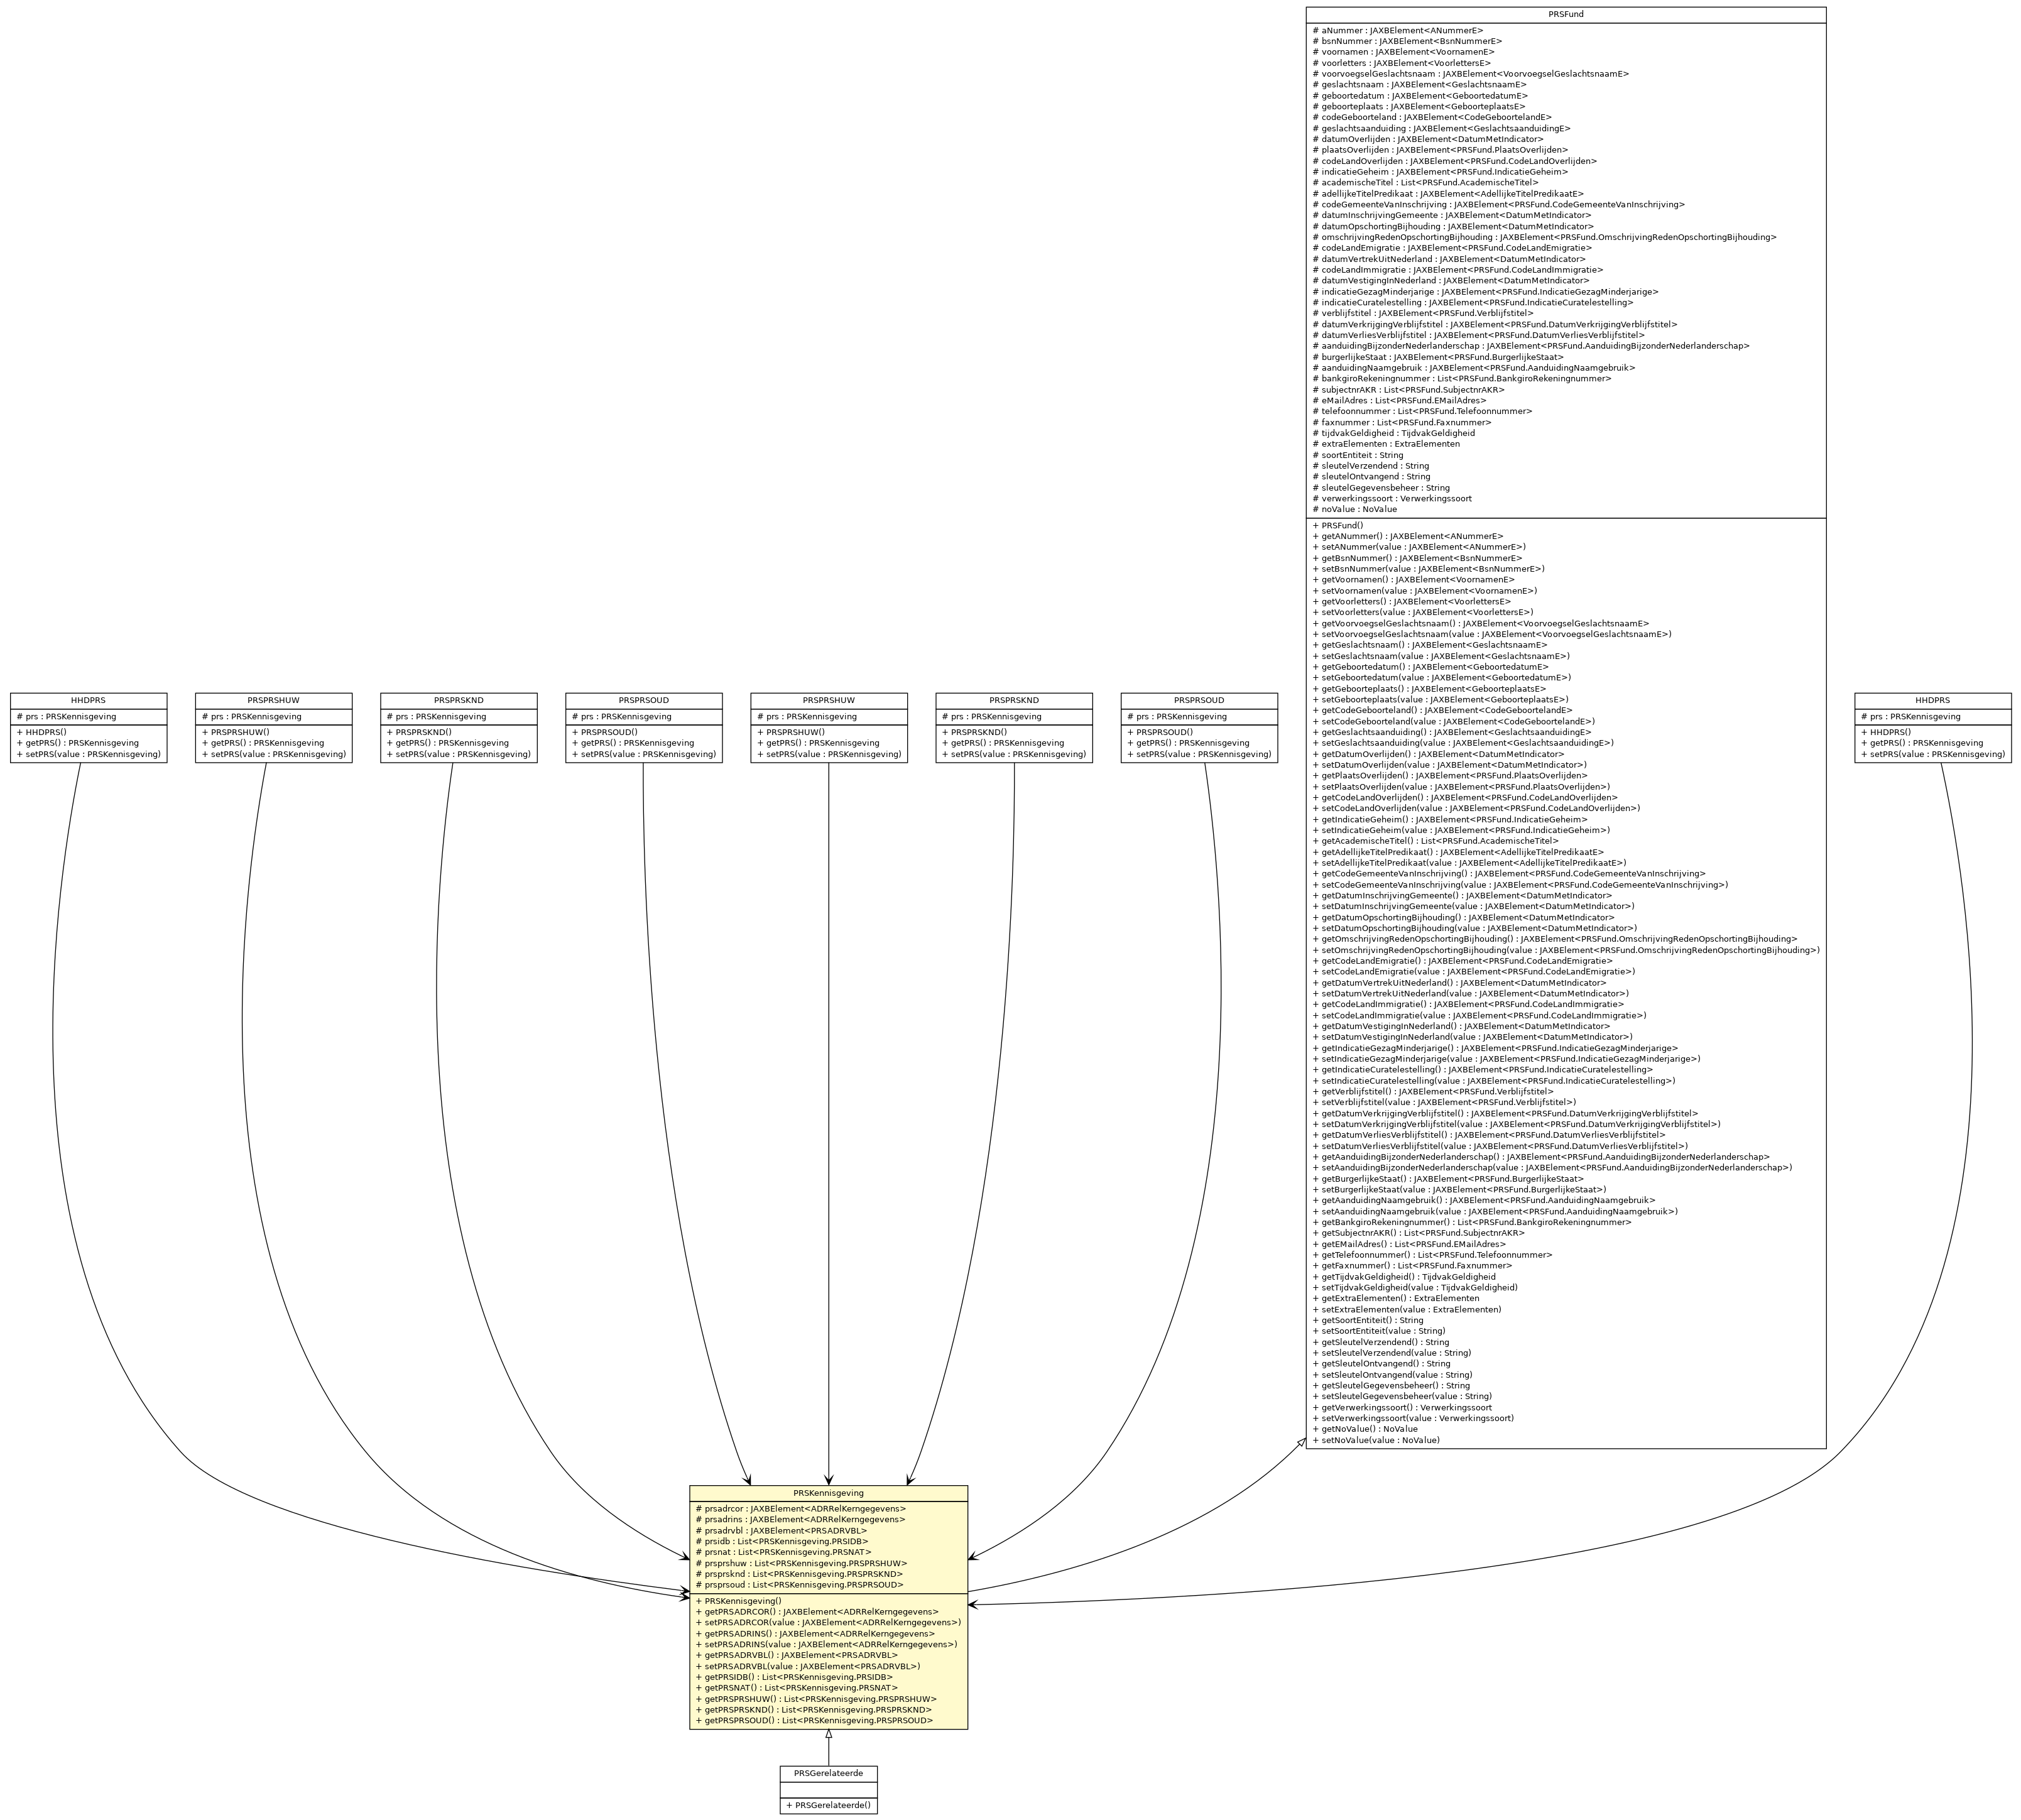 PRSFund
# aNummer : JAXBElement<ANummerE>
# bsnNummer : JAXBElement<BsnNummerE>
# voornamen : JAXBElement<VoornamenE>
# voorletters : JAXBElement<VoorlettersE>
# voorvoegselGeslachtsnaam : JAXBElement<VoorvoegselGeslachtsnaamE>
# geslachtsnaam : JAXBElement<GeslachtsnaamE>
# geboortedatum : JAXBElement<GeboortedatumE>
# geboorteplaats : JAXBElement<GeboorteplaatsE>
# codeGeboorteland : JAXBElement<CodeGeboortelandE>
# geslachtsaanduiding : JAXBElement<GeslachtsaanduidingE>
# datumOverlijden : JAXBElement<DatumMetIndicator>
# plaatsOverlijden : JAXBElement<PRSFund.PlaatsOverlijden>
# codeLandOverlijden : JAXBElement<PRSFund.CodeLandOverlijden>
# indicatieGeheim : JAXBElement<PRSFund.IndicatieGeheim>
# academischeTitel : List<PRSFund.AcademischeTitel>
# adellijkeTitelPredikaat : JAXBElement<AdellijkeTitelPredikaatE>
# codeGemeenteVanInschrijving : JAXBElement<PRSFund.CodeGemeenteVanInschrijving>
# datumInschrijvingGemeente : JAXBElement<DatumMetIndicator>
# datumOpschortingBijhouding : JAXBElement<DatumMetIndicator>
# omschrijvingRedenOpschortingBijhouding : JAXBElement<PRSFund.OmschrijvingRedenOpschortingBijhouding>
# codeLandEmigratie : JAXBElement<PRSFund.CodeLandEmigratie>
# datumVertrekUitNederland : JAXBElement<DatumMetIndicator>
# codeLandImmigratie : JAXBElement<PRSFund.CodeLandImmigratie>
# datumVestigingInNederland : JAXBElement<DatumMetIndicator>
# indicatieGezagMinderjarige : JAXBElement<PRSFund.IndicatieGezagMinderjarige>
# indicatieCuratelestelling : JAXBElement<PRSFund.IndicatieCuratelestelling>
# verblijfstitel : JAXBElement<PRSFund.Verblijfstitel>
# datumVerkrijgingVerblijfstitel : JAXBElement<PRSFund.DatumVerkrijgingVerblijfstitel>
# datumVerliesVerblijfstitel : JAXBElement<PRSFund.DatumVerliesVerblijfstitel>
# aanduidingBijzonderNederlanderschap : JAXBElement<PRSFund.AanduidingBijzonderNederlanderschap>
# burgerlijkeStaat : JAXBElement<PRSFund.BurgerlijkeStaat>
# aanduidingNaamgebruik : JAXBElement<PRSFund.AanduidingNaamgebruik>
# bankgiroRekeningnummer : List<PRSFund.BankgiroRekeningnummer>
# subjectnrAKR : List<PRSFund.SubjectnrAKR>
# eMailAdres : List<PRSFund.EMailAdres>
# telefoonnummer : List<PRSFund.Telefoonnummer>
# faxnummer : List<PRSFund.Faxnummer>
# tijdvakGeldigheid : TijdvakGeldigheid
# extraElementen : ExtraElementen
# soortEntiteit : String
# sleutelVerzendend : String
# sleutelOntvangend : String
# sleutelGegevensbeheer : String
# verwerkingssoort : Verwerkingssoort
# noValue : NoValue
+ PRSFund()
+ getANummer() : JAXBElement<ANummerE>
+ setANummer(value : JAXBElement<ANummerE>)
+ getBsnNummer() : JAXBElement<BsnNummerE>
+ setBsnNummer(value : JAXBElement<BsnNummerE>)
+ getVoornamen() : JAXBElement<VoornamenE>
+ setVoornamen(value : JAXBElement<VoornamenE>)
+ getVoorletters() : JAXBElement<VoorlettersE>
+ setVoorletters(value : JAXBElement<VoorlettersE>)
+ getVoorvoegselGeslachtsnaam() : JAXBElement<VoorvoegselGeslachtsnaamE>
+ setVoorvoegselGeslachtsnaam(value : JAXBElement<VoorvoegselGeslachtsnaamE>)
+ getGeslachtsnaam() : JAXBElement<GeslachtsnaamE>
+ setGeslachtsnaam(value : JAXBElement<GeslachtsnaamE>)
+ getGeboortedatum() : JAXBElement<GeboortedatumE>
+ setGeboortedatum(value : JAXBElement<GeboortedatumE>)
+ getGeboorteplaats() : JAXBElement<GeboorteplaatsE>
+ setGeboorteplaats(value : JAXBElement<GeboorteplaatsE>)
+ getCodeGeboorteland() : JAXBElement<CodeGeboortelandE>
+ setCodeGeboorteland(value : JAXBElement<CodeGeboortelandE>)
+ getGeslachtsaanduiding() : JAXBElement<GeslachtsaanduidingE>
+ setGeslachtsaanduiding(value : JAXBElement<GeslachtsaanduidingE>)
+ getDatumOverlijden() : JAXBElement<DatumMetIndicator>
+ setDatumOverlijden(value : JAXBElement<DatumMetIndicator>)
+ getPlaatsOverlijden() : JAXBElement<PRSFund.PlaatsOverlijden>
+ setPlaatsOverlijden(value : JAXBElement<PRSFund.PlaatsOverlijden>)
+ getCodeLandOverlijden() : JAXBElement<PRSFund.CodeLandOverlijden>
+ setCodeLandOverlijden(value : JAXBElement<PRSFund.CodeLandOverlijden>)
+ getIndicatieGeheim() : JAXBElement<PRSFund.IndicatieGeheim>
+ setIndicatieGeheim(value : JAXBElement<PRSFund.IndicatieGeheim>)
+ getAcademischeTitel() : List<PRSFund.AcademischeTitel>
+ getAdellijkeTitelPredikaat() : JAXBElement<AdellijkeTitelPredikaatE>
+ setAdellijkeTitelPredikaat(value : JAXBElement<AdellijkeTitelPredikaatE>)
+ getCodeGemeenteVanInschrijving() : JAXBElement<PRSFund.CodeGemeenteVanInschrijving>
+ setCodeGemeenteVanInschrijving(value : JAXBElement<PRSFund.CodeGemeenteVanInschrijving>)
+ getDatumInschrijvingGemeente() : JAXBElement<DatumMetIndicator>
+ setDatumInschrijvingGemeente(value : JAXBElement<DatumMetIndicator>)
+ getDatumOpschortingBijhouding() : JAXBElement<DatumMetIndicator>
+ setDatumOpschortingBijhouding(value : JAXBElement<DatumMetIndicator>)
+ getOmschrijvingRedenOpschortingBijhouding() : JAXBElement<PRSFund.OmschrijvingRedenOpschortingBijhouding>
+ setOmschrijvingRedenOpschortingBijhouding(value : JAXBElement<PRSFund.OmschrijvingRedenOpschortingBijhouding>)
+ getCodeLandEmigratie() : JAXBElement<PRSFund.CodeLandEmigratie>
+ setCodeLandEmigratie(value : JAXBElement<PRSFund.CodeLandEmigratie>)
+ getDatumVertrekUitNederland() : JAXBElement<DatumMetIndicator>
+ setDatumVertrekUitNederland(value : JAXBElement<DatumMetIndicator>)
+ getCodeLandImmigratie() : JAXBElement<PRSFund.CodeLandImmigratie>
+ setCodeLandImmigratie(value : JAXBElement<PRSFund.CodeLandImmigratie>)
+ getDatumVestigingInNederland() : JAXBElement<DatumMetIndicator>
+ setDatumVestigingInNederland(value : JAXBElement<DatumMetIndicator>)
+ getIndicatieGezagMinderjarige() : JAXBElement<PRSFund.IndicatieGezagMinderjarige>
+ setIndicatieGezagMinderjarige(value : JAXBElement<PRSFund.IndicatieGezagMinderjarige>)
+ getIndicatieCuratelestelling() : JAXBElement<PRSFund.IndicatieCuratelestelling>
+ setIndicatieCuratelestelling(value : JAXBElement<PRSFund.IndicatieCuratelestelling>)
+ getVerblijfstitel() : JAXBElement<PRSFund.Verblijfstitel>
+ setVerblijfstitel(value : JAXBElement<PRSFund.Verblijfstitel>)
+ getDatumVerkrijgingVerblijfstitel() : JAXBElement<PRSFund.DatumVerkrijgingVerblijfstitel>
+ setDatumVerkrijgingVerblijfstitel(value : JAXBElement<PRSFund.DatumVerkrijgingVerblijfstitel>)
+ getDatumVerliesVerblijfstitel() : JAXBElement<PRSFund.DatumVerliesVerblijfstitel>
+ setDatumVerliesVerblijfstitel(value : JAXBElement<PRSFund.DatumVerliesVerblijfstitel>)
+ getAanduidingBijzonderNederlanderschap() : JAXBElement<PRSFund.AanduidingBijzonderNederlanderschap>
+ setAanduidingBijzonderNederlanderschap(value : JAXBElement<PRSFund.AanduidingBijzonderNederlanderschap>)
+ getBurgerlijkeStaat() : JAXBElement<PRSFund.BurgerlijkeStaat>
+ setBurgerlijkeStaat(value : JAXBElement<PRSFund.BurgerlijkeStaat>)
+ getAanduidingNaamgebruik() : JAXBElement<PRSFund.AanduidingNaamgebruik>
+ setAanduidingNaamgebruik(value : JAXBElement<PRSFund.AanduidingNaamgebruik>)
+ getBankgiroRekeningnummer() : List<PRSFund.BankgiroRekeningnummer>
+ getSubjectnrAKR() : List<PRSFund.SubjectnrAKR>
+ getEMailAdres() : List<PRSFund.EMailAdres>
+ getTelefoonnummer() : List<PRSFund.Telefoonnummer>
+ getFaxnummer() : List<PRSFund.Faxnummer>
+ getTijdvakGeldigheid() : TijdvakGeldigheid
+ setTijdvakGeldigheid(value : TijdvakGeldigheid)
+ getExtraElementen() : ExtraElementen
+ setExtraElementen(value : ExtraElementen)
+ getSoortEntiteit() : String
+ setSoortEntiteit(value : String)
+ getSleutelVerzendend() : String
+ setSleutelVerzendend(value : String)
+ getSleutelOntvangend() : String
+ setSleutelOntvangend(value : String)
+ getSleutelGegevensbeheer() : String
+ setSleutelGegevensbeheer(value : String)
+ getVerwerkingssoort() : Verwerkingssoort
+ setVerwerkingssoort(value : Verwerkingssoort)
+ getNoValue() : NoValue
+ setNoValue(value : NoValue)
HHDPRS
# prs : PRSKennisgeving
+ HHDPRS()
+ getPRS() : PRSKennisgeving
+ setPRS(value : PRSKennisgeving)
PRSPRSHUW
# prs : PRSKennisgeving
+ PRSPRSHUW()
+ getPRS() : PRSKennisgeving
+ setPRS(value : PRSKennisgeving)
PRSPRSKND
# prs : PRSKennisgeving
+ PRSPRSKND()
+ getPRS() : PRSKennisgeving
+ setPRS(value : PRSKennisgeving)
PRSPRSOUD
# prs : PRSKennisgeving
+ PRSPRSOUD()
+ getPRS() : PRSKennisgeving
+ setPRS(value : PRSKennisgeving)
PRSPRSHUW
# prs : PRSKennisgeving
+ PRSPRSHUW()
+ getPRS() : PRSKennisgeving
+ setPRS(value : PRSKennisgeving)
PRSPRSKND
# prs : PRSKennisgeving
+ PRSPRSKND()
+ getPRS() : PRSKennisgeving
+ setPRS(value : PRSKennisgeving)
PRSPRSOUD
# prs : PRSKennisgeving
+ PRSPRSOUD()
+ getPRS() : PRSKennisgeving
+ setPRS(value : PRSKennisgeving)
HHDPRS
# prs : PRSKennisgeving
+ HHDPRS()
+ getPRS() : PRSKennisgeving
+ setPRS(value : PRSKennisgeving)
PRSKennisgeving
# prsadrcor : JAXBElement<ADRRelKerngegevens>
# prsadrins : JAXBElement<ADRRelKerngegevens>
# prsadrvbl : JAXBElement<PRSADRVBL>
# prsidb : List<PRSKennisgeving.PRSIDB>
# prsnat : List<PRSKennisgeving.PRSNAT>
# prsprshuw : List<PRSKennisgeving.PRSPRSHUW>
# prsprsknd : List<PRSKennisgeving.PRSPRSKND>
# prsprsoud : List<PRSKennisgeving.PRSPRSOUD>
+ PRSKennisgeving()
+ getPRSADRCOR() : JAXBElement<ADRRelKerngegevens>
+ setPRSADRCOR(value : JAXBElement<ADRRelKerngegevens>)
+ getPRSADRINS() : JAXBElement<ADRRelKerngegevens>
+ setPRSADRINS(value : JAXBElement<ADRRelKerngegevens>)
+ getPRSADRVBL() : JAXBElement<PRSADRVBL>
+ setPRSADRVBL(value : JAXBElement<PRSADRVBL>)
+ getPRSIDB() : List<PRSKennisgeving.PRSIDB>
+ getPRSNAT() : List<PRSKennisgeving.PRSNAT>
+ getPRSPRSHUW() : List<PRSKennisgeving.PRSPRSHUW>
+ getPRSPRSKND() : List<PRSKennisgeving.PRSPRSKND>
+ getPRSPRSOUD() : List<PRSKennisgeving.PRSPRSOUD>
PRSGerelateerde
+ PRSGerelateerde()